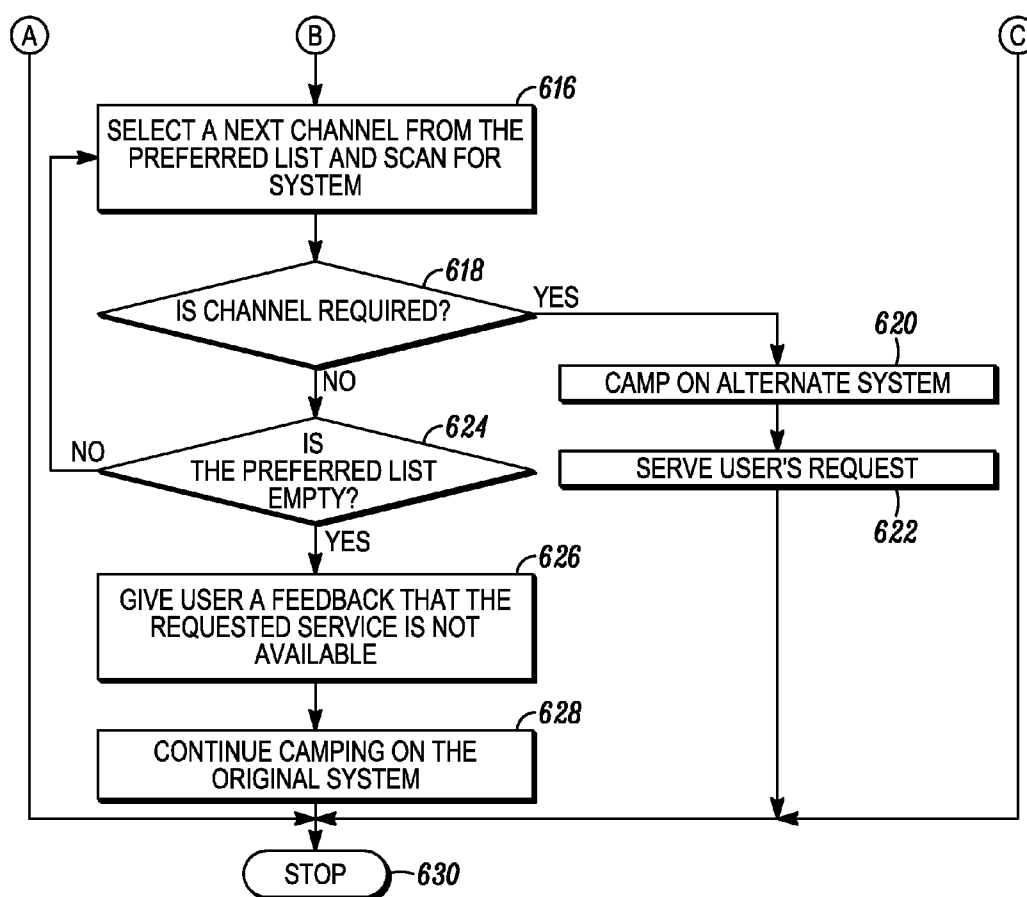 A
B
C
616
SELECT A NEXT CHANNEL FROM THE
PREFERRED LIST AND SCAN FOR
SYSTEM
618
IS CHANNEL REQUIRED?
YES
NO
620
CAMP ON ALTERNATE SYSTEM
624
IS
THE PREFERRED LIST
EMPTY?
NO
YES
SERVE USER'S REQUEST
622
626
GIVE USER A FEEDBACK THAT THE
REQUESTED SERVICE IS NOT
AVAILABLE
628
CONTINUE CAMPING ON THE
ORIGINAL SYSTEM
STOP
630